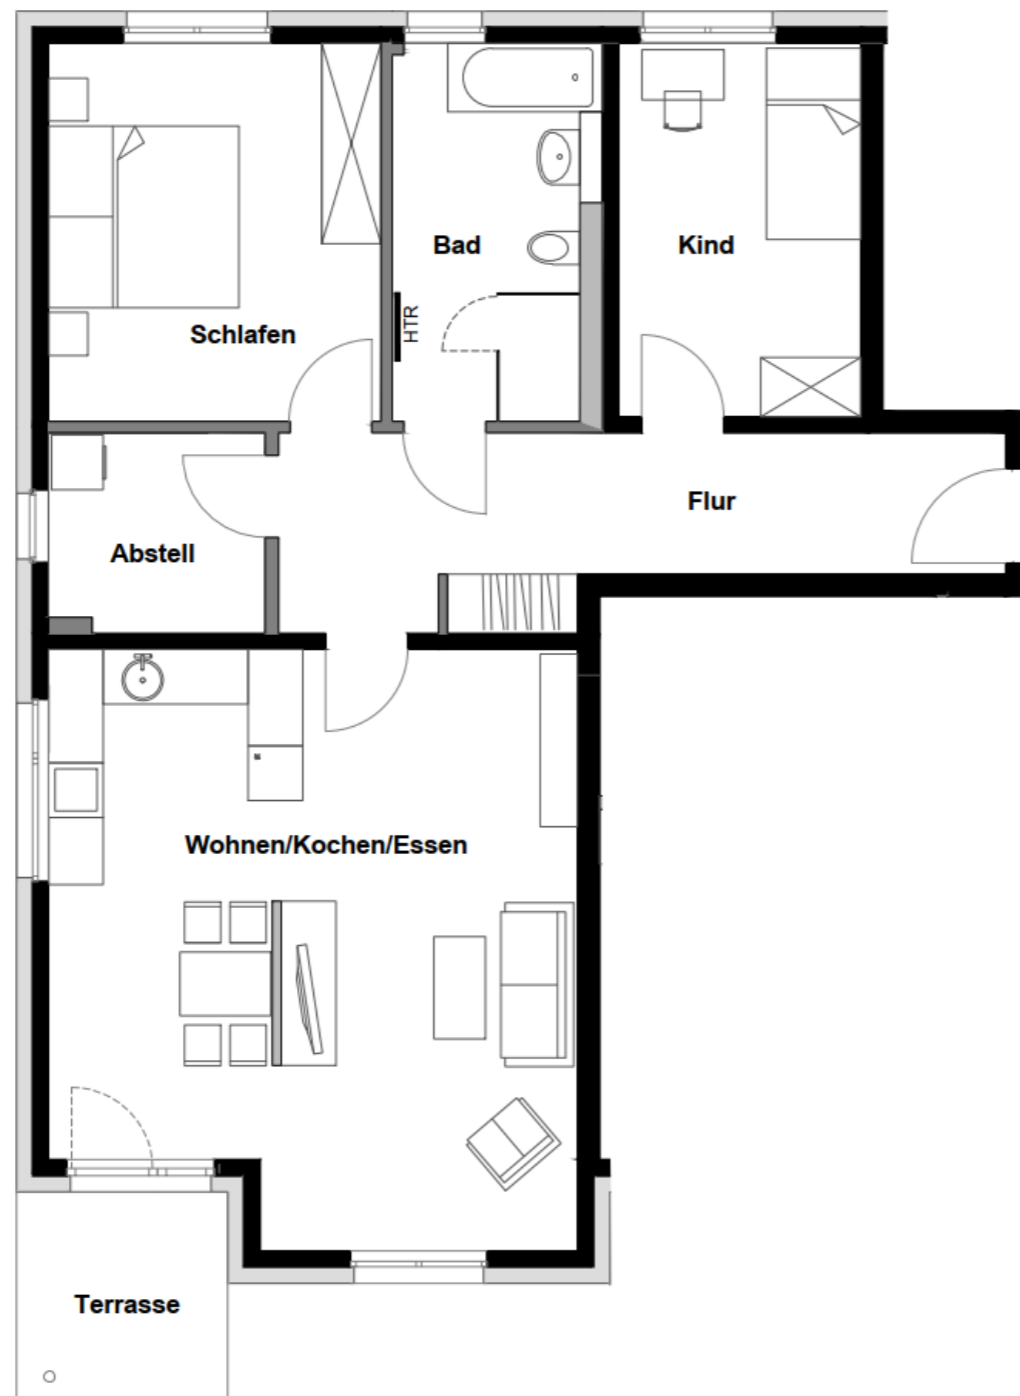 Bad
Kind
HTR
Schlafen
Flur
Abstell
Wohnen/Kochen/Essen
Terrasse